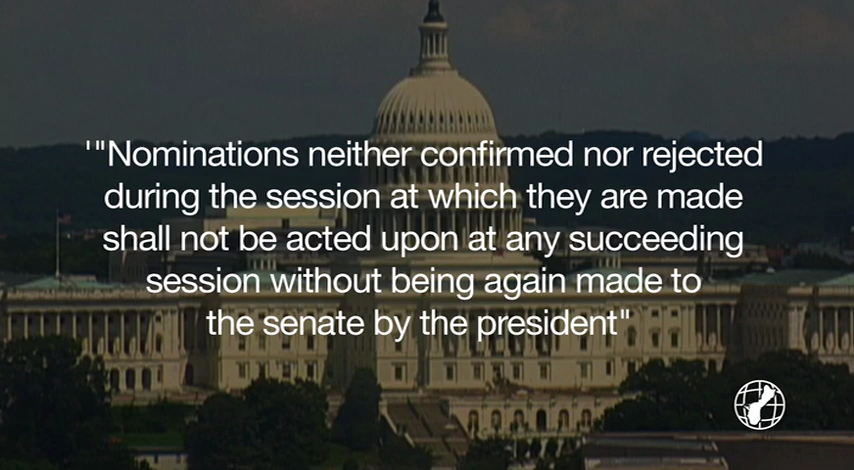 '"Nominations neither confirmed nor rejected
during the session at which they are made
shall not be acted upon at any succeeding
session without being again made to
the senate by the president"